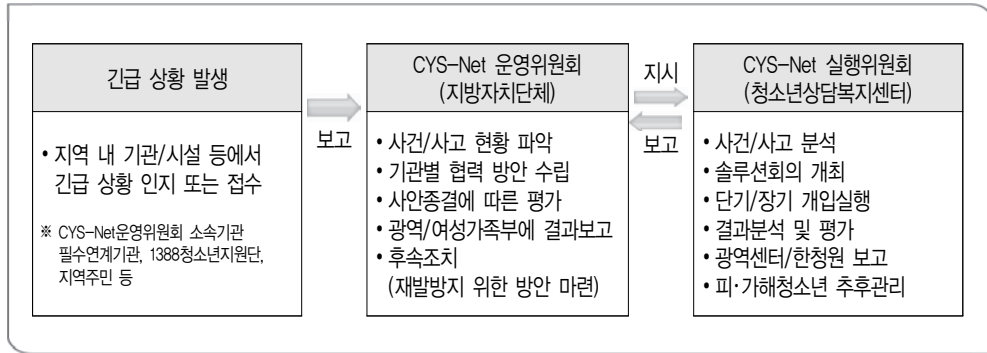 긴급 상황 발생
• 지역 내 기관/시설 등에서
긴급 상황 인지 또는 접수
※ CYS-Net운영위원회 소속기관
필수연계기관, 1388청소년지원단,
지역주민 등
보고
CYS-Net 운영위원회
(지방자치단체)
• 사건/사고 현황 파악
• 기관별 협력 방안 수립
• 사안종결에 따른 평가
• 광역/여성가족부에 결과보고
• 후속조치
(재발방지 위한 방안 마련)
지시
보고
CYS-Net 실행위원회
(청소년상담복지센터)
• 사건/사고 분석
• 솔루션회의 개최
• 단기/장기 개입실행
• 결과분석 및 평가
• 광역센터/한청원 보고
• 피·가해청소년 추후관리